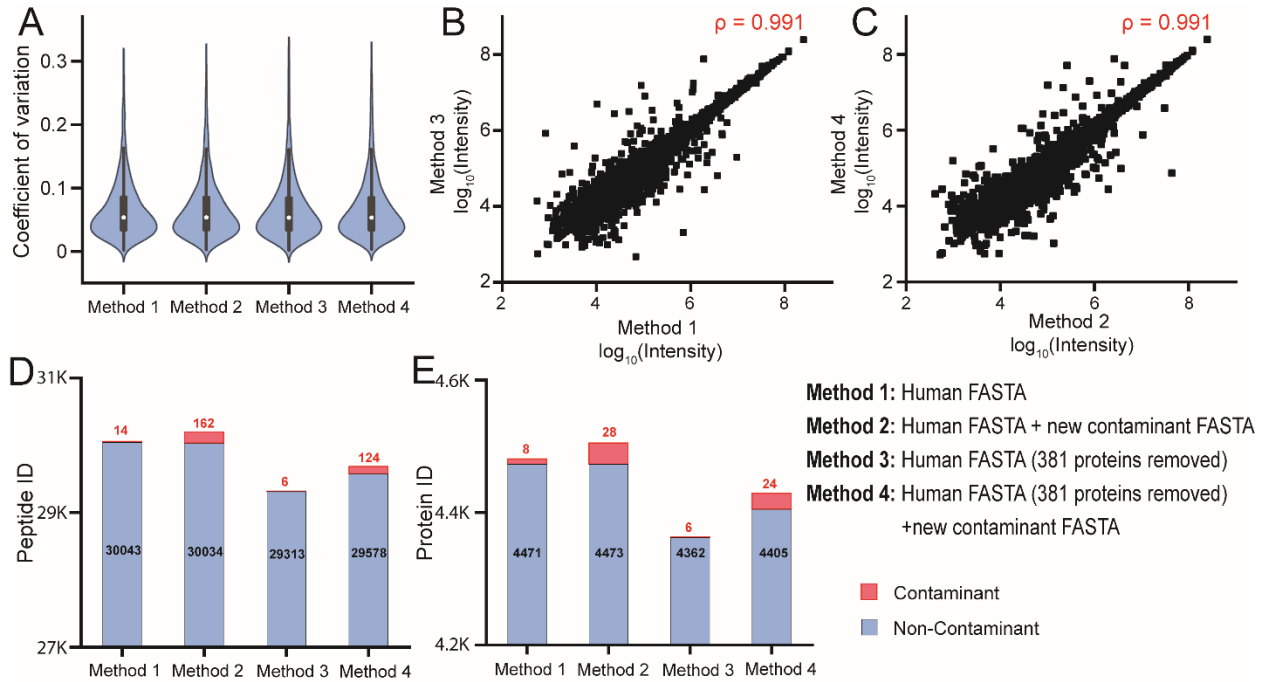 A
Coefficient of variation
0.3
0.2
0.1
0
Method 1
Method 2
Method 3
Method 4
B
ρ = 0.991
Method 3
log10(Intensity)
8
6
4
2
2
4
6
8
Method 1
log10(Intensity)
C
ρ = 0.991
Method 4
log10(Intensity)
8
6
4
2
2
4
6
8
Method 2
log10(Intensity)
D
Peptide ID
31K
29K
27K
14
162
6
124
30043
30034
29313
29578
Method 1
Method 2
Method 3
Method 4
E
Protein ID
4.6K
4.4K
4.2K
8
28
6
24
4471
4473
4362
4405
Method 1
Method 2
Method 3
Method 4
Method 1: Human FASTA
Method 2: Human FASTA + new contaminant FASTA
Method 3: Human FASTA (381 proteins removed)
Method 4: Human FASTA (381 proteins removed)
+new contaminant FASTA
Contaminant
Non-Contaminant